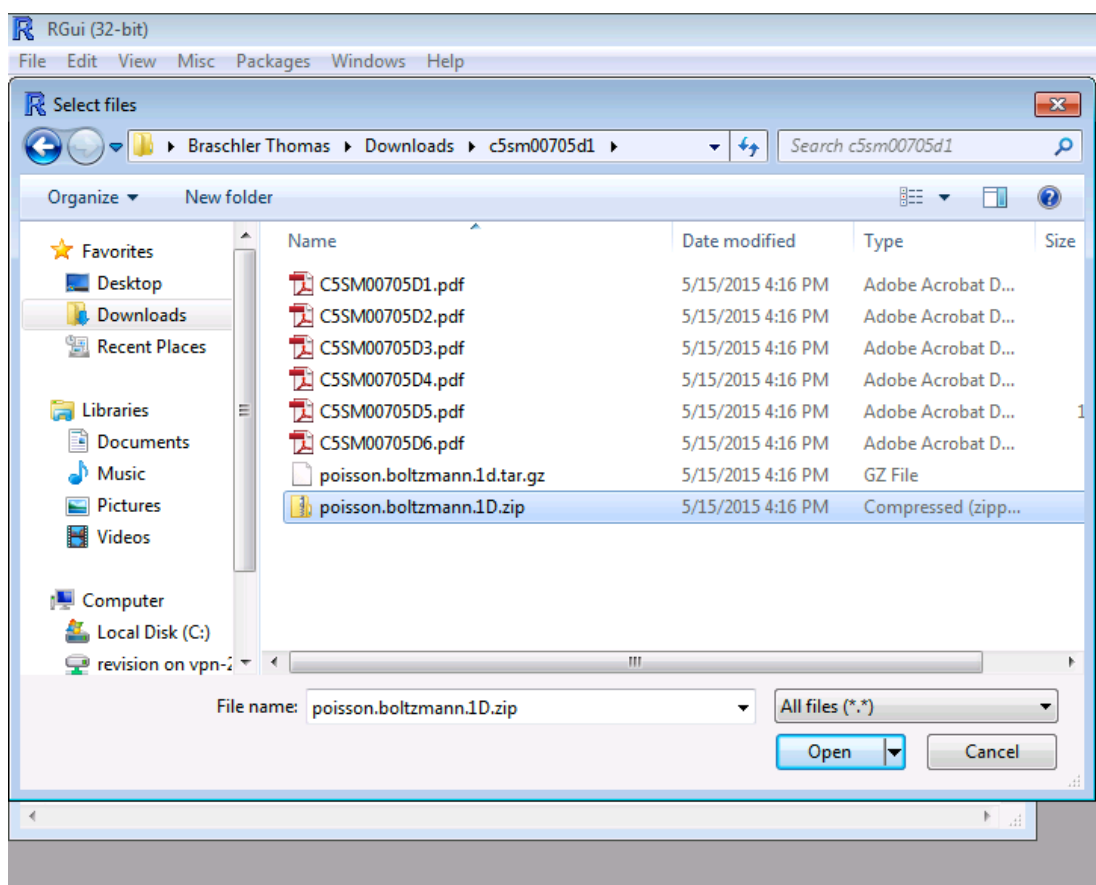 RGui (32-bit)
File Edit View Misc Packages Windows Help
Select files
Braschler Thomas Downloads c5sm00705d1 Search c5sm00705d1
Organize New folder
Name Date modified Type Size
Favorites
Desktop
Downloads
Recent Places
Libraries
Documents
Music
Pictures
Videos
Computer
Local Disk (C:)
revision on vpn-2
C5SM00705D1.pdf 5/15/2015 4:16 PM Adobe Acrobat D...
C5SM00705D2.pdf 5/15/2015 4:16 PM Adobe Acrobat D...
C5SM00705D3.pdf 5/15/2015 4:16 PM Adobe Acrobat D...
C5SM00705D4.pdf 5/15/2015 4:16 PM Adobe Acrobat D...
C5SM00705D5.pdf 5/15/2015 4:16 PM Adobe Acrobat D... 1
C5SM00705D6.pdf 5/15/2015 4:16 PM Adobe Acrobat D...
poisson.boltzmann.1d.tar.gz 5/15/2015 4:16 PM GZ File
poisson.boltzmann.1D.zip 5/15/2015 4:16 PM Compressed (zipp...
File name: poisson.boltzmann.1D.zip All files (*.*)
Open Cancel